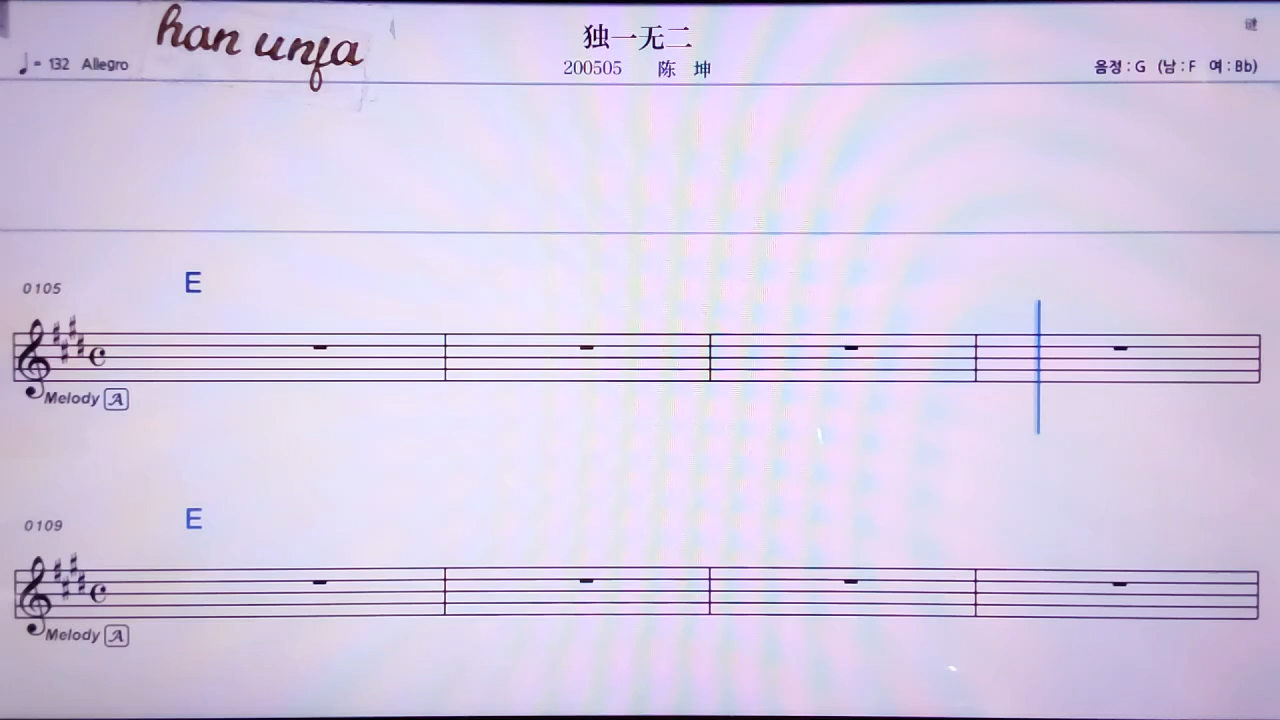 han unfa
独一无二
♩= 132 Allegro
200505 陈 坤
음정 : G (남 : F 여 : Bb)
0105
E
Melody A
0109
E
Melody A